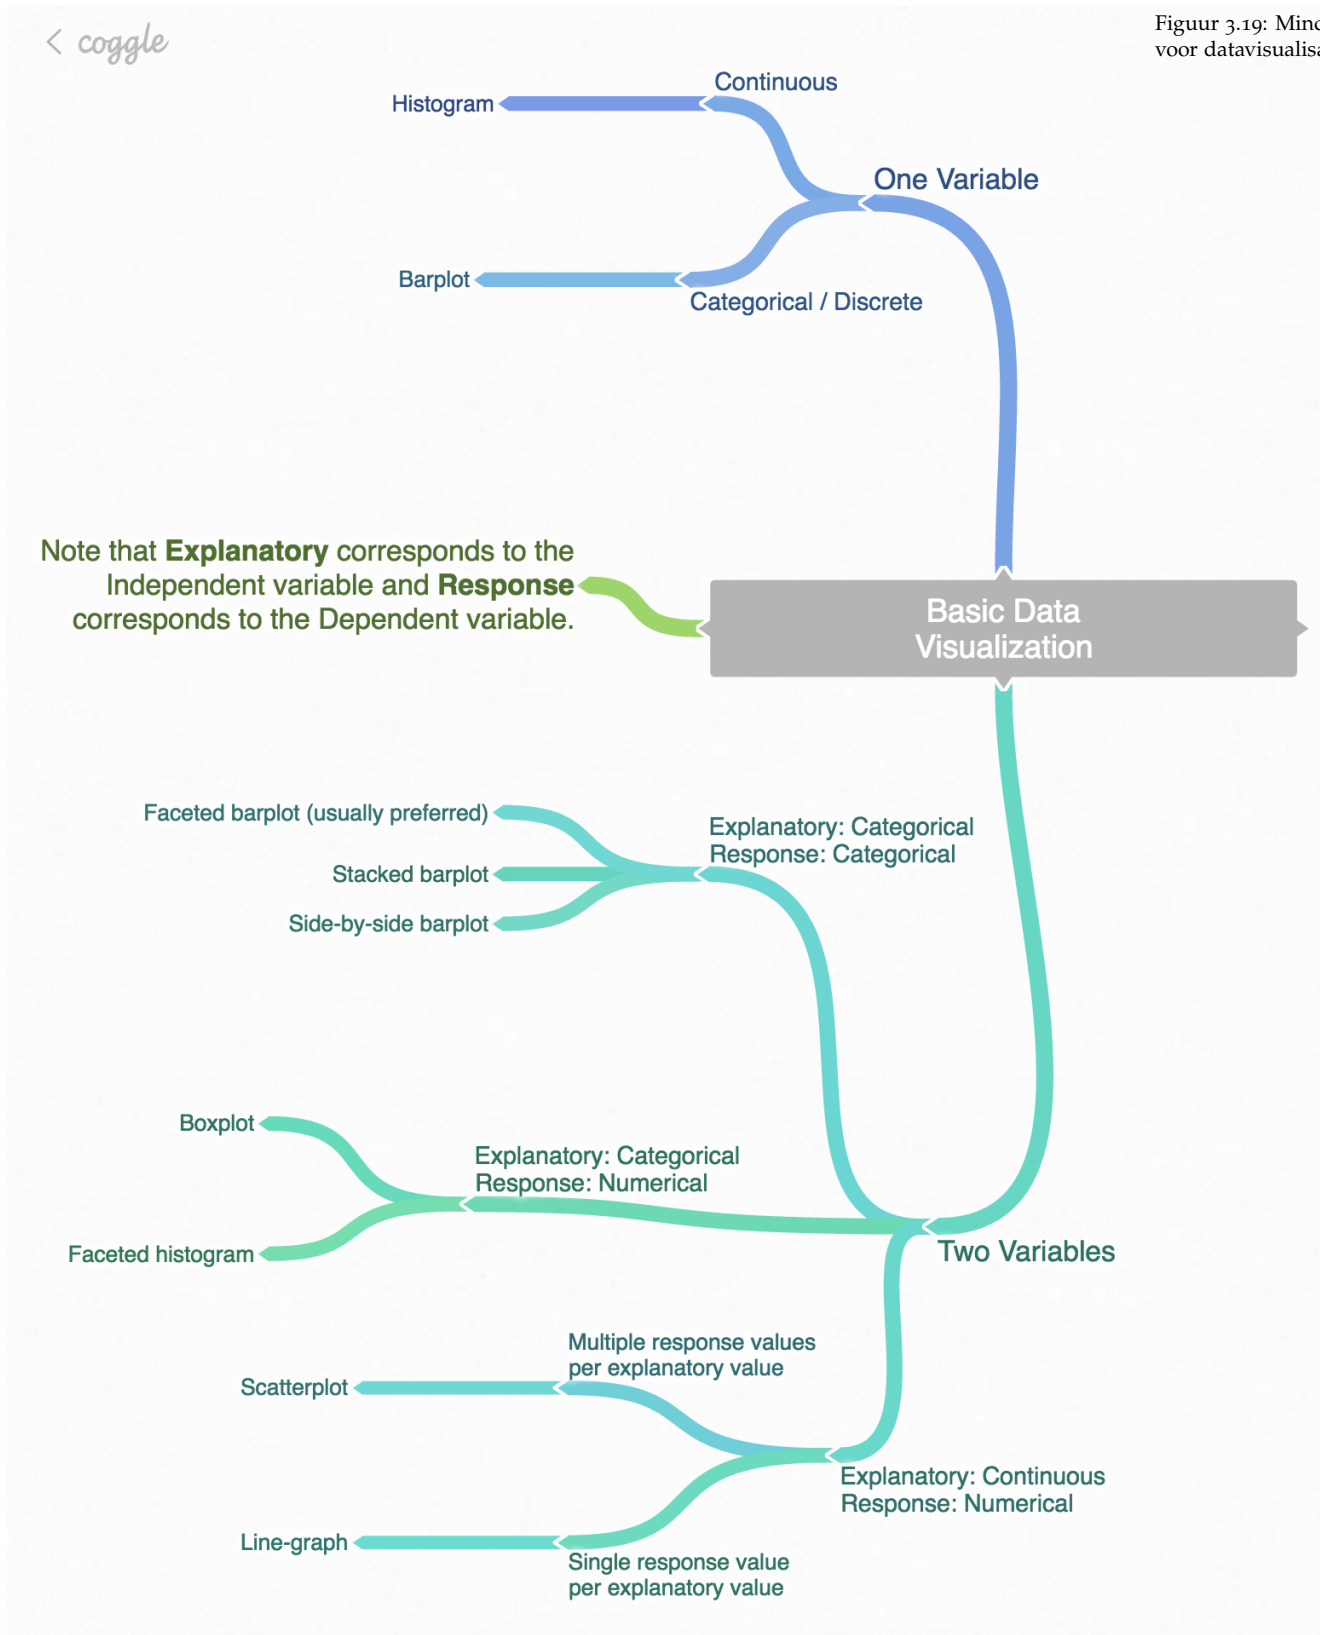 coggle
Figuur 3.19:
voor
Continuous
Histogram
One Variable
Barplot
Categorical / Discrete
Note that Explanatory corresponds to the
Independent variable and Response
corresponds to the Dependent variable.
Basic Data
Visualization
Faceted barplot (usually preferred)
Explanatory: Categorical
Response: Categorical
Stacked barplot
Side-by-side barplot
Boxplot
Explanatory: Categorical
Response: Numerical
Faceted histogram
Two Variables
Multiple response values
per explanatory value
Scatterplot
Explanatory: Continuous
Response: Numerical
Line-graph
Single response value
per explanatory value